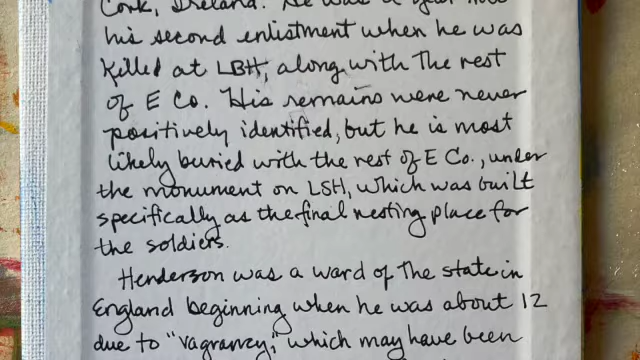 Cork, Ireland. He was a year into
his second enlistment when he was
killed at LBH, along with the rest
of E Co. His remains were never
positively identified, but he is most
likely buried with the rest of E Co., under
the monument on LSH, which was built
specifically as the final resting place for
the soldiers.
Henderson was a ward of the state in
England beginning when he was about 12
due to "vagrancy," which may have been